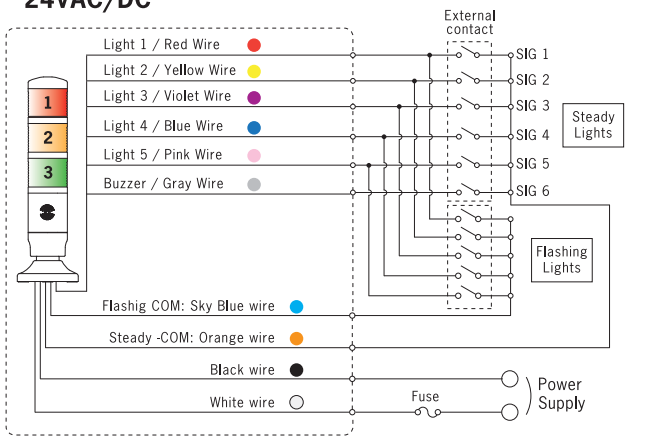 24VAC/DC
External
contact
Light 1 / Red Wire
SIG 1
Light 2 / Yellow Wire
SIG 2
Light 3 / Violet Wire
SIG 3
Light 4 / Blue Wire
SIG 4
Light 5 / Pink Wire
SIG 5
Buzzer / Gray Wire
SIG 6
Steady
Lights
1
2
3
Flashing
Lights
Flashig COM: Sky Blue wire
Steady -COM: Orange wire
Black wire
White wire
Fuse
Power
Supply